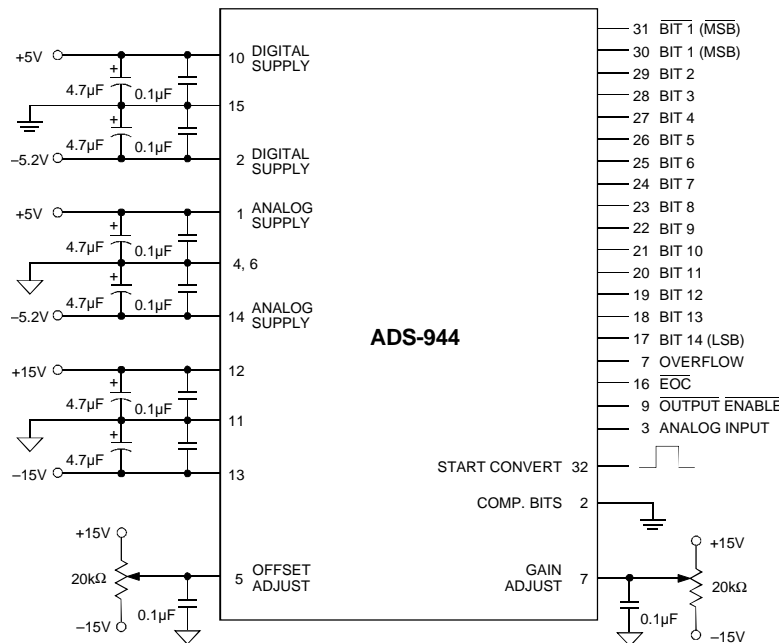 +5V
10 DIGITAL
SUPPLY
+
4.7µF 0.1µF
15
+
4.7µF 0.1µF
–5.2V
2 DIGITAL
SUPPLY
+5V
1 ANALOG
SUPPLY
+
4.7µF 0.1µF
4, 6
+
4.7µF 0.1µF
–5.2V
14 ANALOG
SUPPLY
+15V
12
+
4.7µF 0.1µF
11
+
4.7µF
–15V
13
+15V
20kΩ
5 OFFSET
ADJUST
0.1µF
–15V
ADS-944
31 BIT 1 (MSB)
30 BIT 1 (MSB)
29 BIT 2
28 BIT 3
27 BIT 4
26 BIT 5
25 BIT 6
24 BIT 7
23 BIT 8
22 BIT 9
21 BIT 10
20 BIT 11
19 BIT 12
18 BIT 13
17 BIT 14 (LSB)
7 OVERFLOW
16 EOC
9 OUTPUT ENABLE
3 ANALOG INPUT
START CONVERT 32
COMP. BITS 2
GAIN
ADJUST 7
+15V
20kΩ
0.1µF
–15V